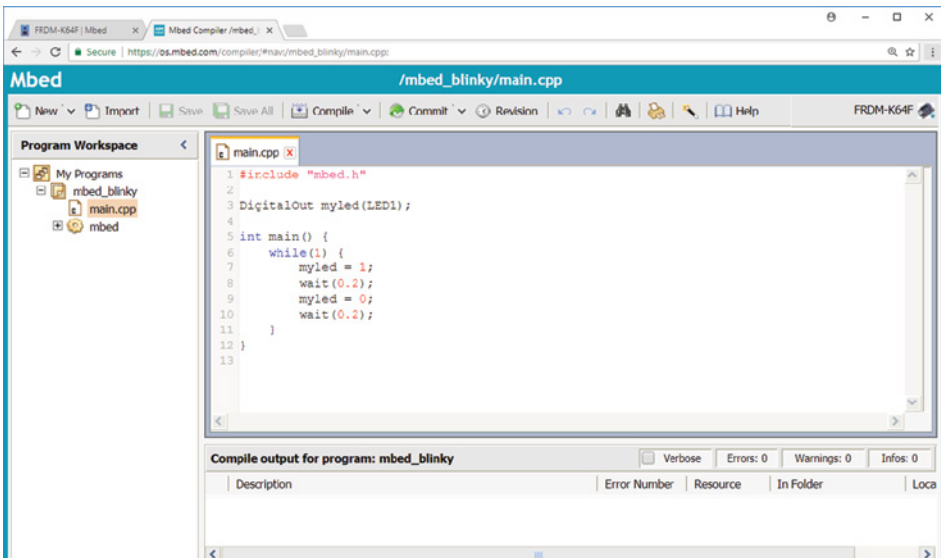 FRDM-K64F | Mbed
Mbed Compiler /mbed_
Secure | https://os.mbed.com/compiler/#nav:/mbed_blinky/main.cpp;
Mbed /mbed_blinky/main.cpp
New Import Save Save All Compile Commit Revision Help FRDM-K64F
Program Workspace
My Programs
mbed_blinky
main.cpp
mbed
main.cpp
1 #include "mbed.h"
2
3 DigitalOut myled(LED1);
4
5 int main() {
6 while(1) {
7 myled = 1;
8 wait(0.2);
9 myled = 0;
10 wait(0.2);
11 }
12 }
13
Compile output for program: mbed_blinky Verbose Errors: 0 Warnings: 0 Infos: 0
Description Error Number Resource In Folder Loca